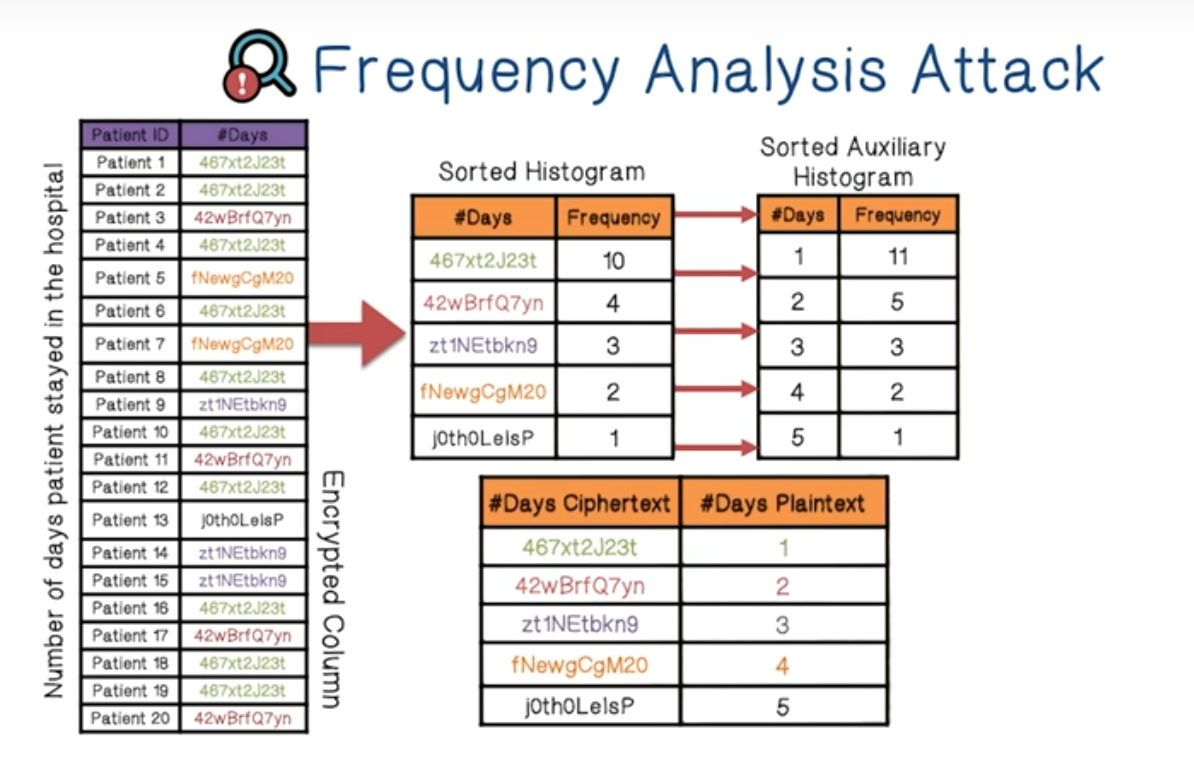 Frequency Analysis Attack
Number of days patient stayed in the hospital
Patient ID #Days
Patient 1 467xt2J23t
Patient 2 467xt2J23t
Patient 3 42wBrfQ7yn
Patient 4 467xt2J23t
Patient 5 fNewgCgM20
Patient 6 467xt2J23t
Patient 7 fNewgCgM20
Patient 8 467xt2J23t
Patient 9 zt1NEtbkn9
Patient 10 467xt2J23t
Patient 11 42wBrfQ7yn
Patient 12 467xt2J23t
Patient 13 j0th0LelsP
Patient 14 zt1NEtbkn9
Patient 15 zt1NEtbkn9
Patient 16 467xt2J23t
Patient 17 42wBrfQ7yn
Patient 18 467xt2J23t
Patient 19 467xt2J23t
Patient 20 42wBrfQ7yn
Encrypted Column
Sorted Histogram
#Days Frequency
467xt2J23t 10
42wBrfQ7yn 4
zt1NEtbkn9 3
fNewgCgM20 2
j0th0LelsP 1
Sorted Auxiliary
Histogram
#Days Frequency
1 11
2 5
3 3
4 2
5 1
#Days Ciphertext #Days Plaintext
467xt2J23t 1
42wBrfQ7yn 2
zt1NEtbkn9 3
fNewgCgM20 4
j0th0LelsP 5